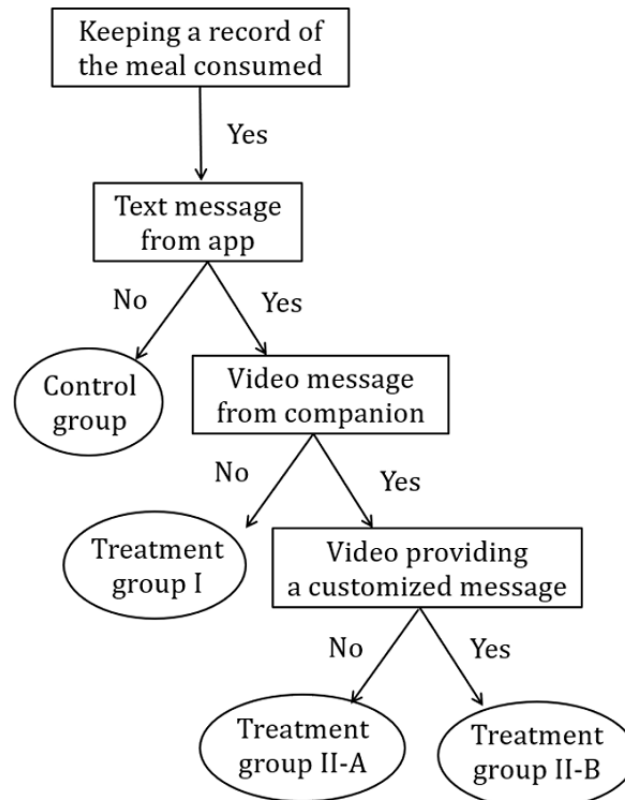 Keeping a record of
the meal consumed
Yes
Text message
from app
No
Yes
Control
group
Video message
from companion
No
Yes
Treatment
group I
Video providing
a customized message
No
Yes
Treatment
group II-A
Treatment
group II-B